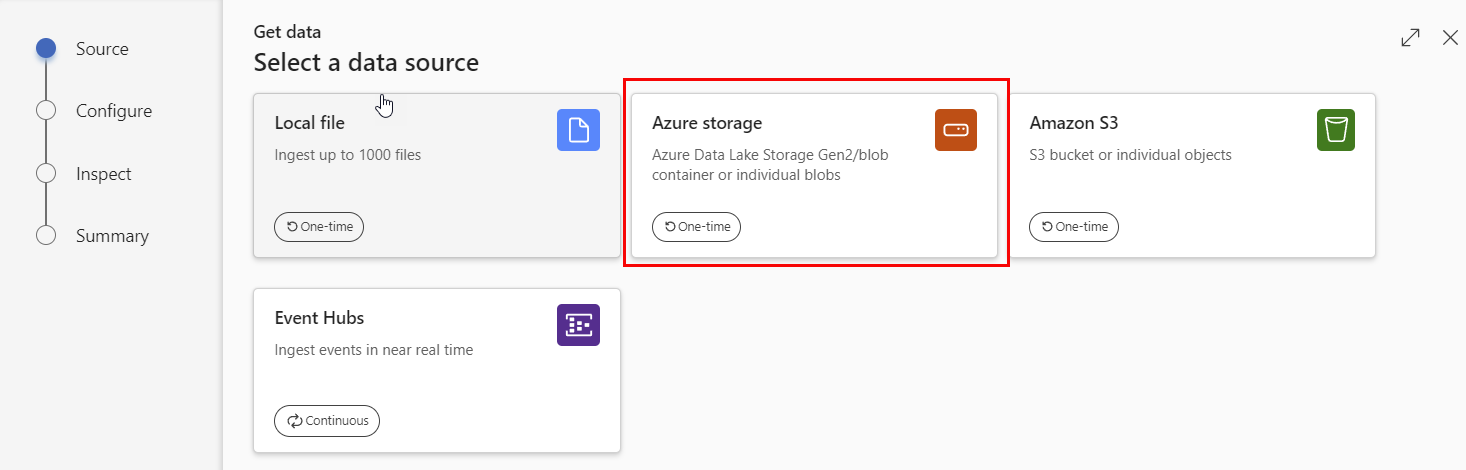 Source
Configure
Inspect
Summary
Get data
Select a data source
Local file
Ingest up to 1000 files
One-time
Azure storage
Azure Data Lake Storage Gen2/blob
container or individual blobs
One-time
Amazon S3
S3 bucket or individual objects
One-time
Event Hubs
Ingest events in near real time
Continuous